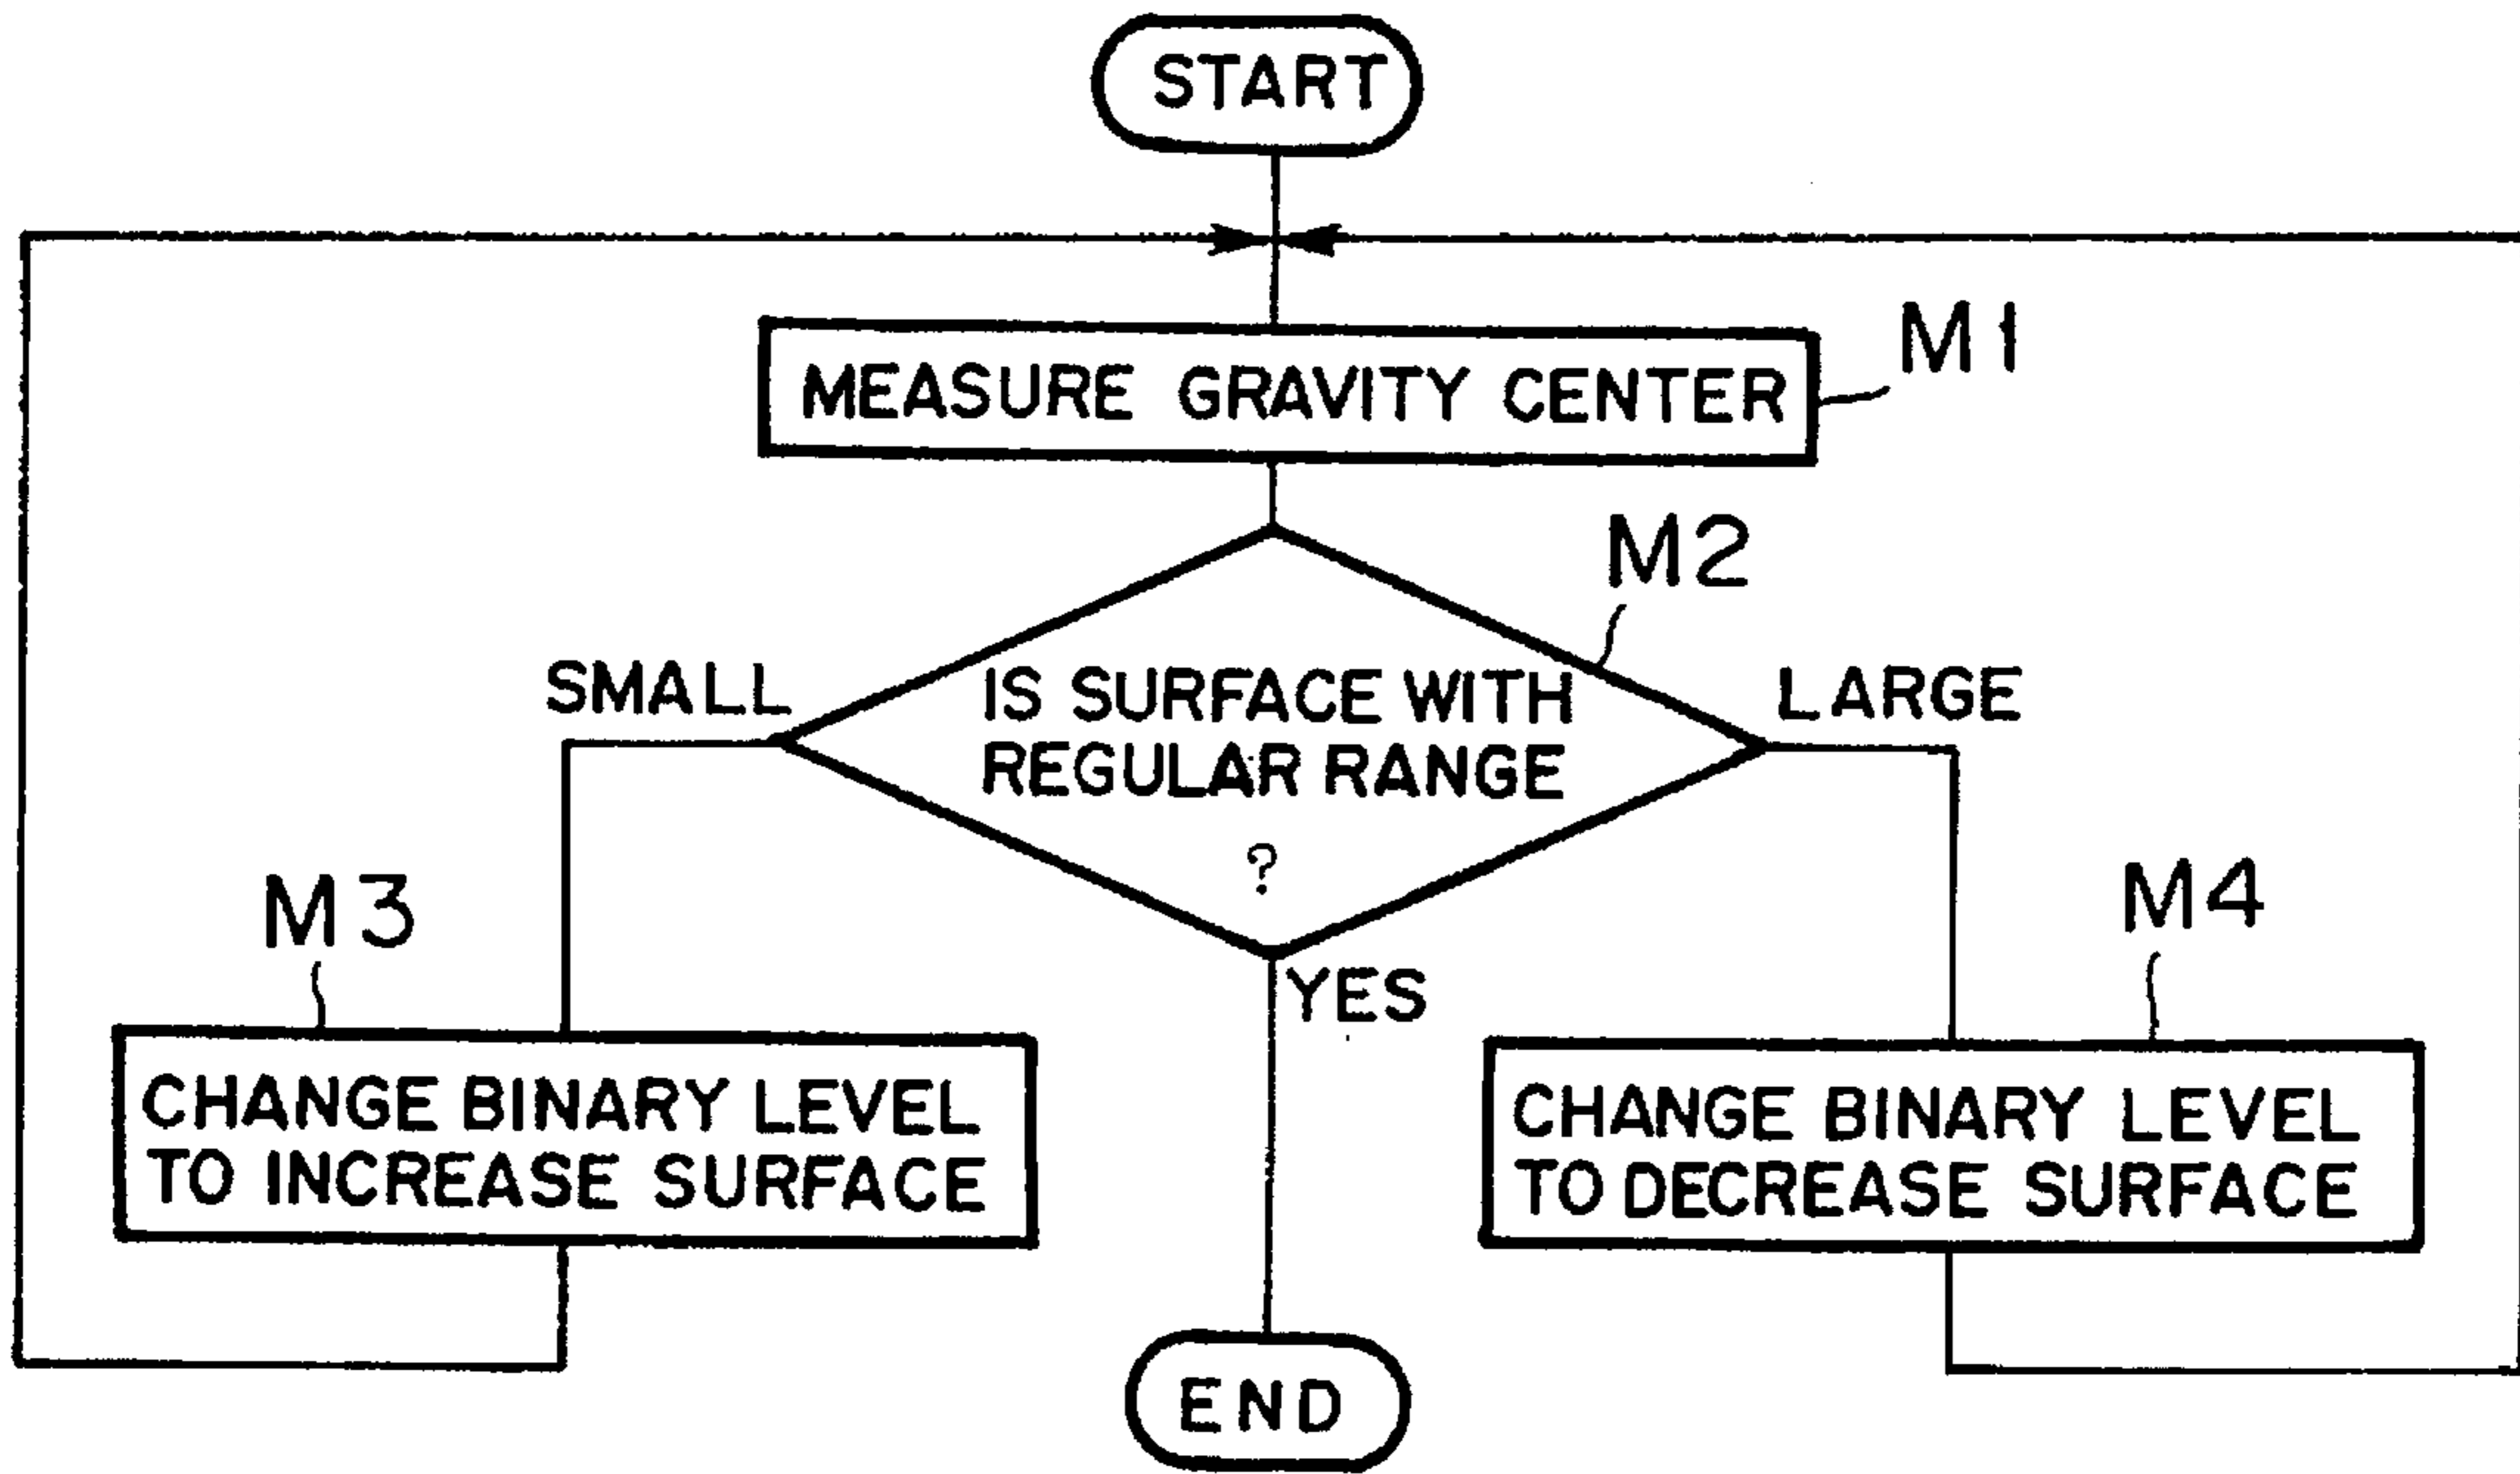 START
MEASURE GRAVITY CENTER
M1
M2
SMALL
IS SURFACE WITH
REGULAR RANGE
?
LARGE
YES
M3
M4
CHANGE BINARY LEVEL
TO INCREASE SURFACE
CHANGE BINARY LEVEL
TO DECREASE SURFACE
END